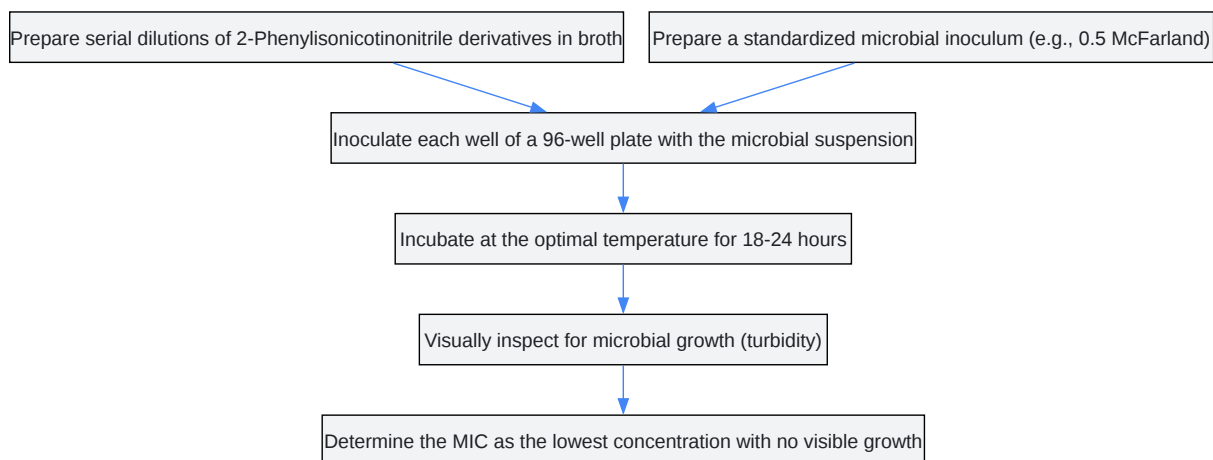 Prepare serial dilutions of 2-Phenylisonicotinonitrile derivatives in broth
Prepare a standardized microbial inoculum (e.g., 0.5 McFarland)
Inoculate each well of a 96-well plate with the microbial suspension
Incubate at the optimal temperature for 18-24 hours
Visually inspect for microbial growth (turbidity)
Determine the MIC as the lowest concentration with no visible growth